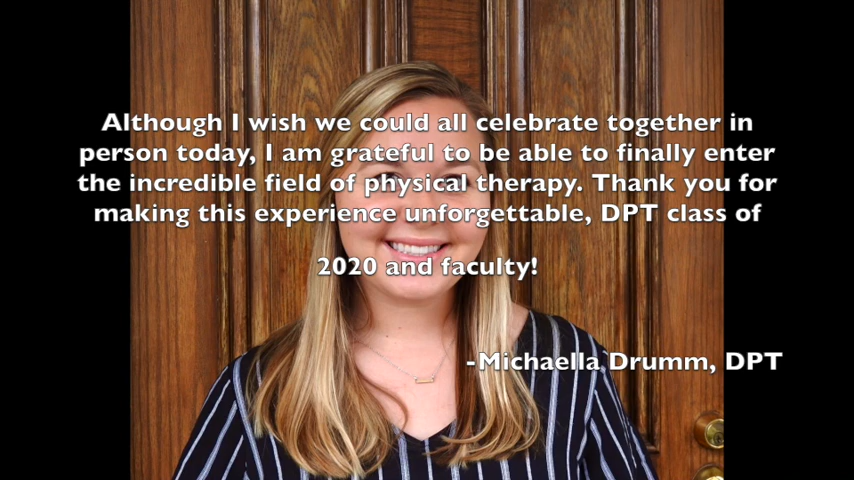 Although I wish we could all celebrate together in
person today, I am grateful to be able to finally enter
the incredible field of physical therapy. Thank you for
making this experience unforgettable, DPT class of
2020 and faculty!
-Michaella Drumm, DPT